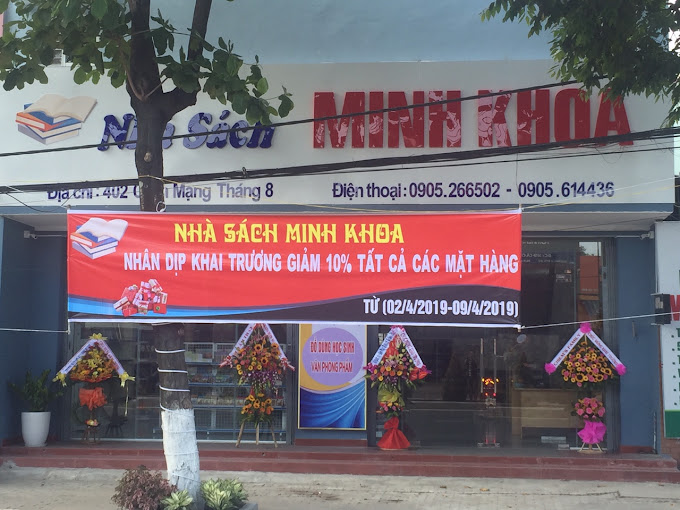 Nhà Sách MINH KHOA
Địa chỉ : 402 Mạng Tháng 8 Điện thoại : 0905.266502 - 0905.614436
NHÀ SÁCH MINH KHOA
NHÂN DỊP KHAI TRƯƠNG GIẢM 10% TẤT CẢ CÁC MẶT HÀNG
TỪ (02/4/2019-09/4/2019)
ĐỒ DÙNG HỌC SINH
VĂN PHÒNG PHẨM